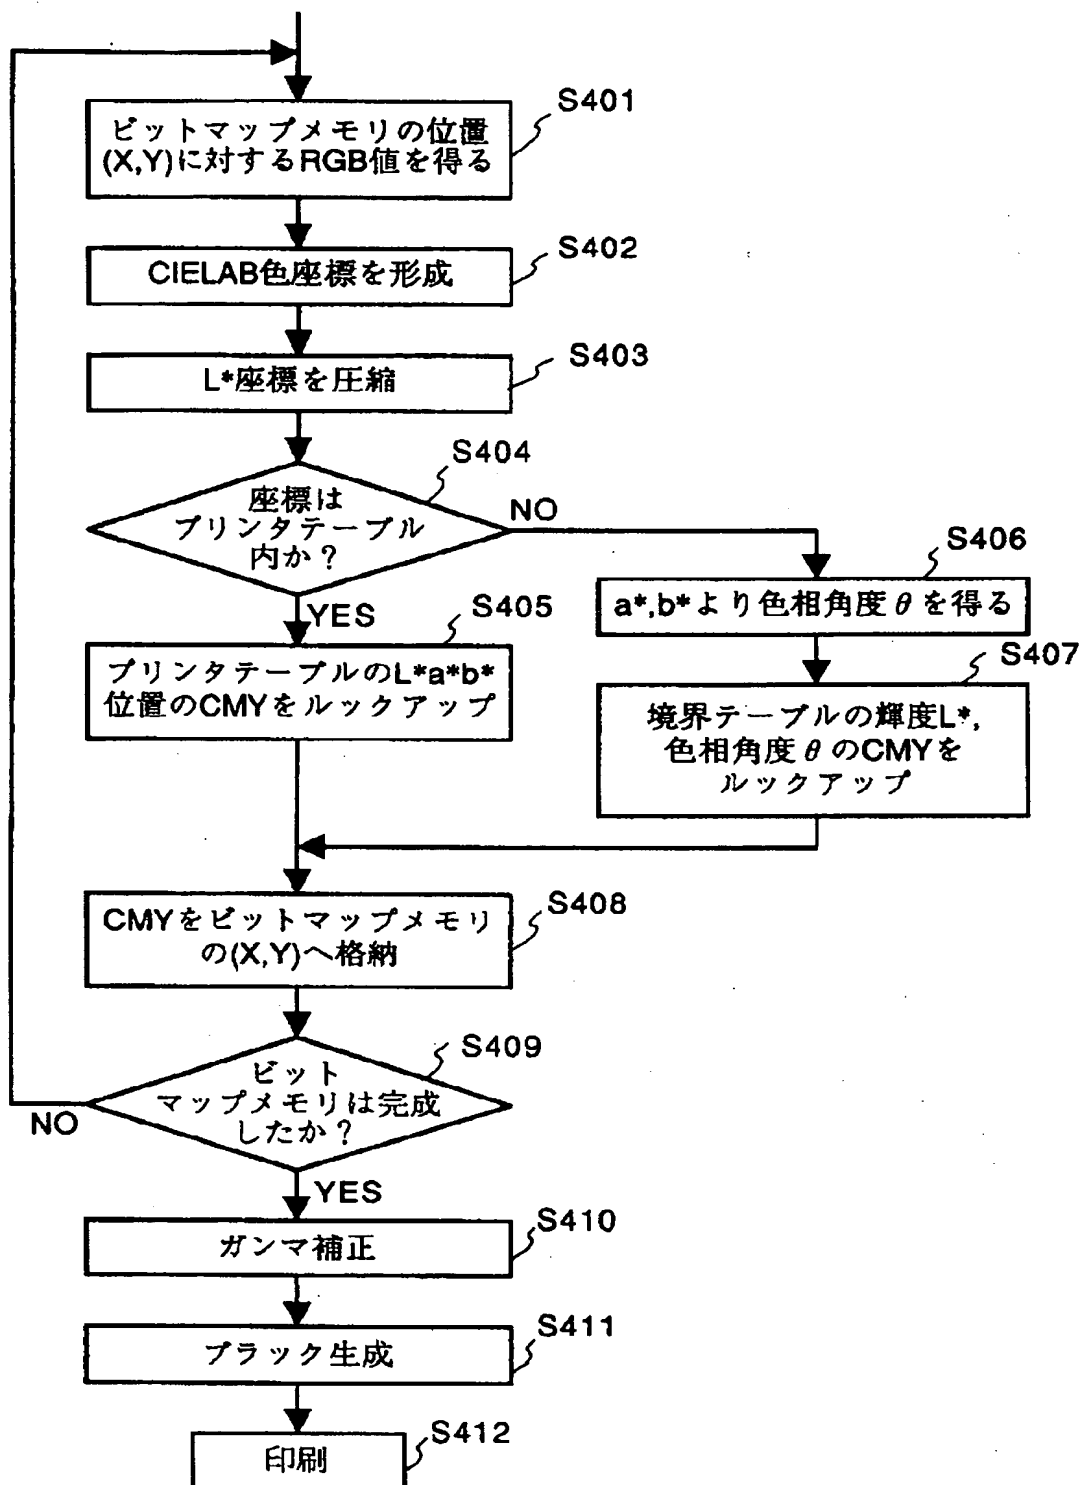 S401
ビットマップメモリの位置
(X,Y)に対するRGB値を得る
S402
CIELAB色座標を形成
S403
L*座標を圧縮
S404
座標は
プリンタテーブル
内か？
NO
YES
S405
プリンタテーブルのL*a*b*
位置のCMYをルックアップ
S406
a*,b*より色相角度θを得る
S407
境界テーブルの輝度L*,
色相角度θのCMYを
ルックアップ
S408
CMYをビットマップメモリ
の(X,Y)へ格納
S409
ビット
マップメモリは完成
したか？
NO
YES
S410
ガンマ補正
S411
ブラック生成
S412
印刷